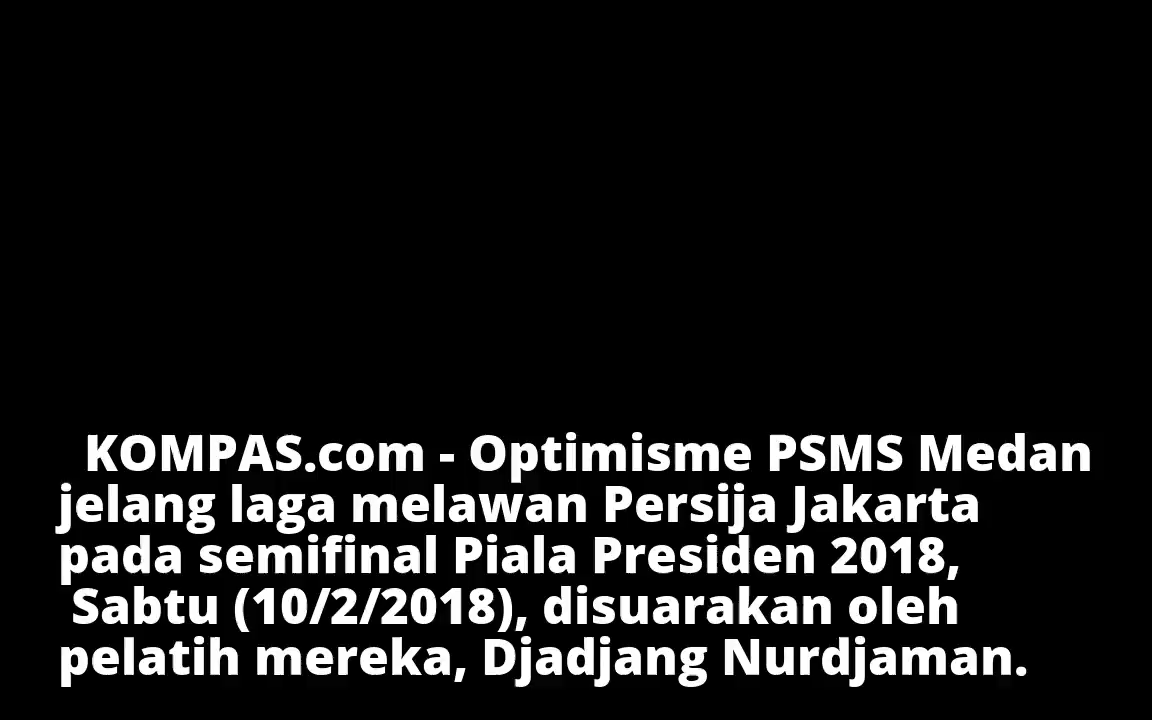 KOMPAS.com - Optimisme PSMS Medan
jelang laga melawan Persija Jakarta
pada semifinal Piala Presiden 2018,
Sabtu (10/2/2018), disuarakan oleh
pelatih mereka, Djadjang Nurdjaman.